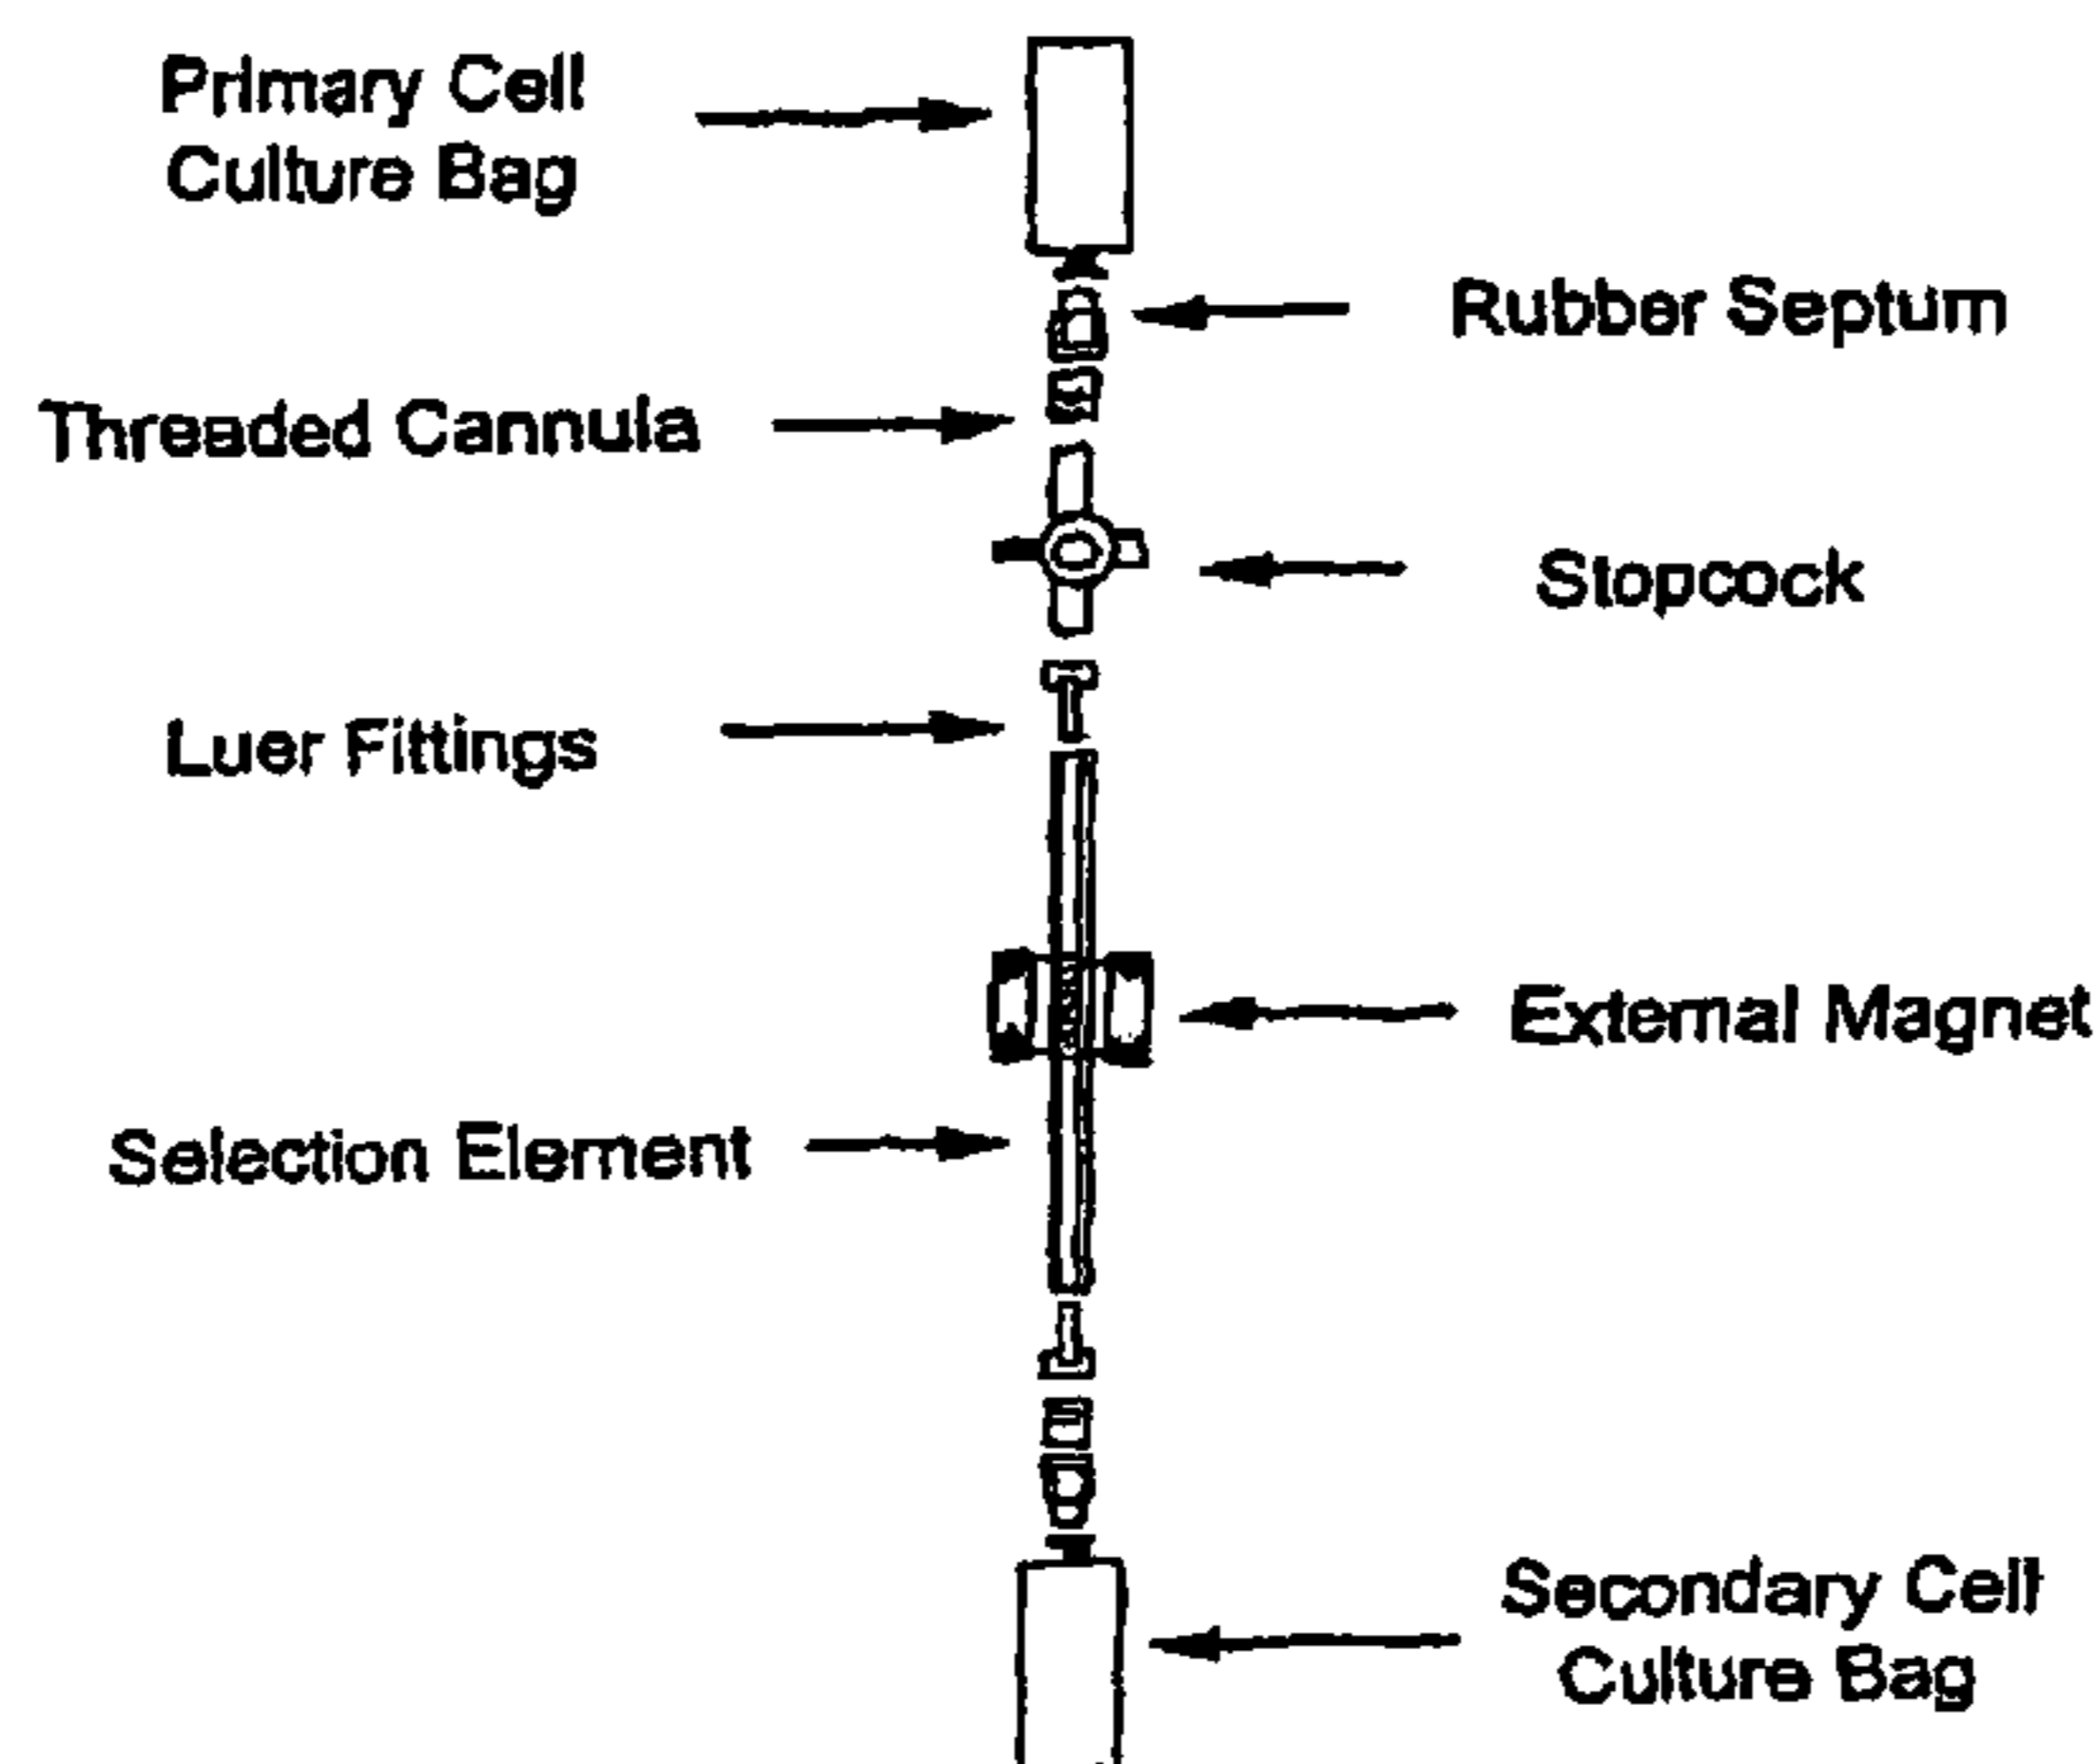 Primary Cell
Culture Bag
Rubber Septum
Threaded Cannula
Stopcock
Luer Fittings
External Magnet
Selection Element
Secondary Cell
Culture Bag